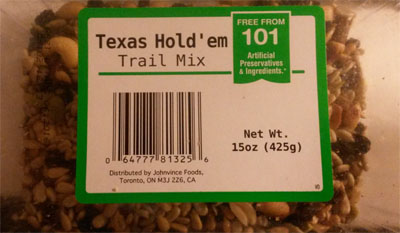 Texas Hold'em
Trail Mix
FREE FROM
101
Artificial
Preservatives
& Ingredients.*
0 64777 81325 6
Net Wt.
15oz (425g)
Distributed by Johnvince Foods,
Toronto, ON M3J 2Z6, CA